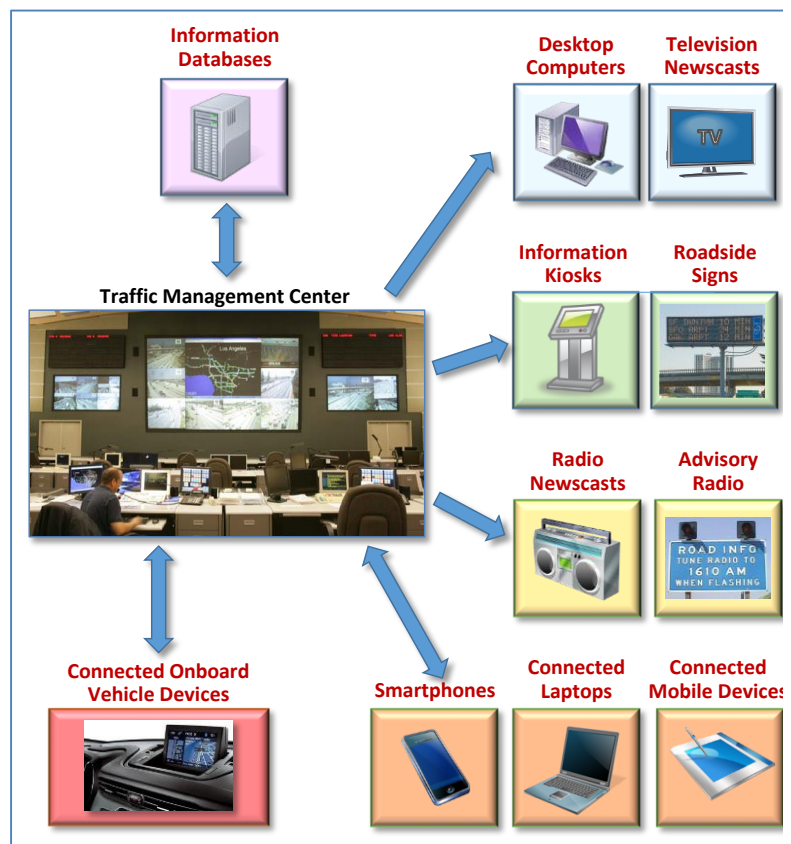 Information
Databases
Desktop
Computers
Television
Newscasts
TV
Traffic Management Center
Los Angeles
Information
Kiosks
Roadside
Signs
Radio
Newscasts
Advisory
Radio
ROAD INFO
TUNE RADIO TO
1610 AM
WHEN FLASHING
Connected Onboard
Vehicle Devices
Smartphones
Connected
Laptops
Connected
Mobile Devices